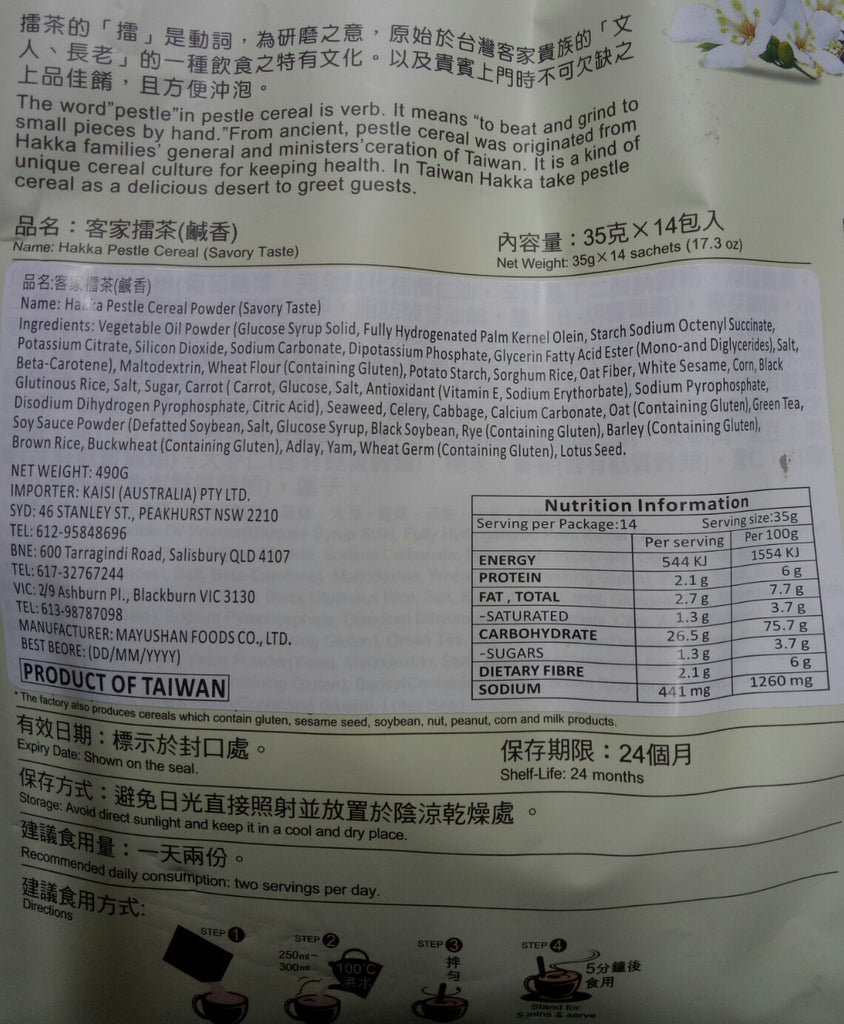 擂茶的「擂」是動詞，為研磨之意，原始於台灣客家貴族的「文
人、長老」的一種飲食之特有文化。以及貴賓上門時不可欠缺之
上品佳餚，且方便沖泡。
The word"pestle"in pestle cereal is verb. It means "to beat and grind to
small pieces by hand."From ancient, pestle cereal was originated from
Hakka families' general and ministers'ceration of Taiwan. It is a kind of
unique cereal culture for keeping health. In Taiwan Hakka take pestle
cereal as a delicious desert to greet guests.
品名：客家擂茶(鹹香)
Name: Hakka Pestle Cereal (Savory Taste)
內容量：35克×14包入
Net Weight: 35g×14 sachets (17.3 oz)
品名:客家擂茶(鹹香)
Name: Hakka Pestle Cereal Powder (Savory Taste)
Ingredients: Vegetable Oil Powder (Glucose Syrup Solid, Fully Hydrogenated Palm Kernel Olein, Starch Sodium Octenyl Succinate,
Potassium Citrate, Silicon Dioxide, Sodium Carbonate, Dipotassium Phosphate, Glycerin Fatty Acid Ester (Mono-and Diglycerides), Salt,
Beta-Carotene), Maltodextrin, Wheat Flour (Containing Gluten), Potato Starch, Sorghum Rice, Oat Fiber, White Sesame, Corn, Black
Glutinous Rice, Salt, Sugar, Carrot ( Carrot, Glucose, Salt, Antioxidant (Vitamin E, Sodium Erythorbate), Sodium Pyrophosphate,
Disodium Dihydrogen Pyrophosphate, Citric Acid), Seaweed, Celery, Cabbage, Calcium Carbonate, Oat (Containing Gluten), Green Tea,
Soy Sauce Powder (Defatted Soybean, Salt, Glucose Syrup, Black Soybean, Rye (Containing Gluten), Barley (Containing Gluten),
Brown Rice, Buckwheat (Containing Gluten), Adlay, Yam, Wheat Germ (Containing Gluten), Lotus Seed.
NET WEIGHT: 490G
IMPORTER: KAISI (AUSTRALIA) PTY LTD.
SYD: 46 STANLEY ST., PEAKHURST NSW 2210
TEL: 612-95848696
BNE: 600 Tarragindi Road, Salisbury QLD 4107
TEL: 617-32767244
VIC: 2/9 Ashburn Pl., Blackburn VIC 3130
TEL: 613-98787098
MANUFACTURER: MAYUSHAN FOODS CO., LTD.
BEST BEORE: (DD/MM/YYYY)
PRODUCT OF TAIWAN
Nutrition Information
Serving per Package:14 Serving size:35g
Per serving Per 100g
ENERGY 544 KJ 1554 KJ
PROTEIN 2.1 g 6 g
FAT , TOTAL 2.7 g 7.7 g
-SATURATED 1.3 g 3.7 g
CARBOHYDRATE 26.5 g 75.7 g
-SUGARS 1.3 g 3.7 g
DIETARY FIBRE 2.1 g 6 g
SODIUM 441 mg 1260 mg
* The factory also produces cereals which contain gluten, sesame seed, soybean, nut, peanut, corn and milk products.
有效日期：標示於封口處。
Expiry Date: Shown on the seal.
保存期限：24個月
Shelf-Life: 24 months
保存方式：避免日光直接照射並放置於陰涼乾燥處 。
Storage: Avoid direct sunlight and keep it in a cool and dry place.
建議食用量：一天兩份。
Recommended daily consumption: two servings per day.
建議食用方式:
Directions
STEP 1
STEP 2
250ml~
300ml
100°C
沸水
STEP 3
拌
勻
STEP 4
5分鐘後
食用
Stand for
5 mins & serve